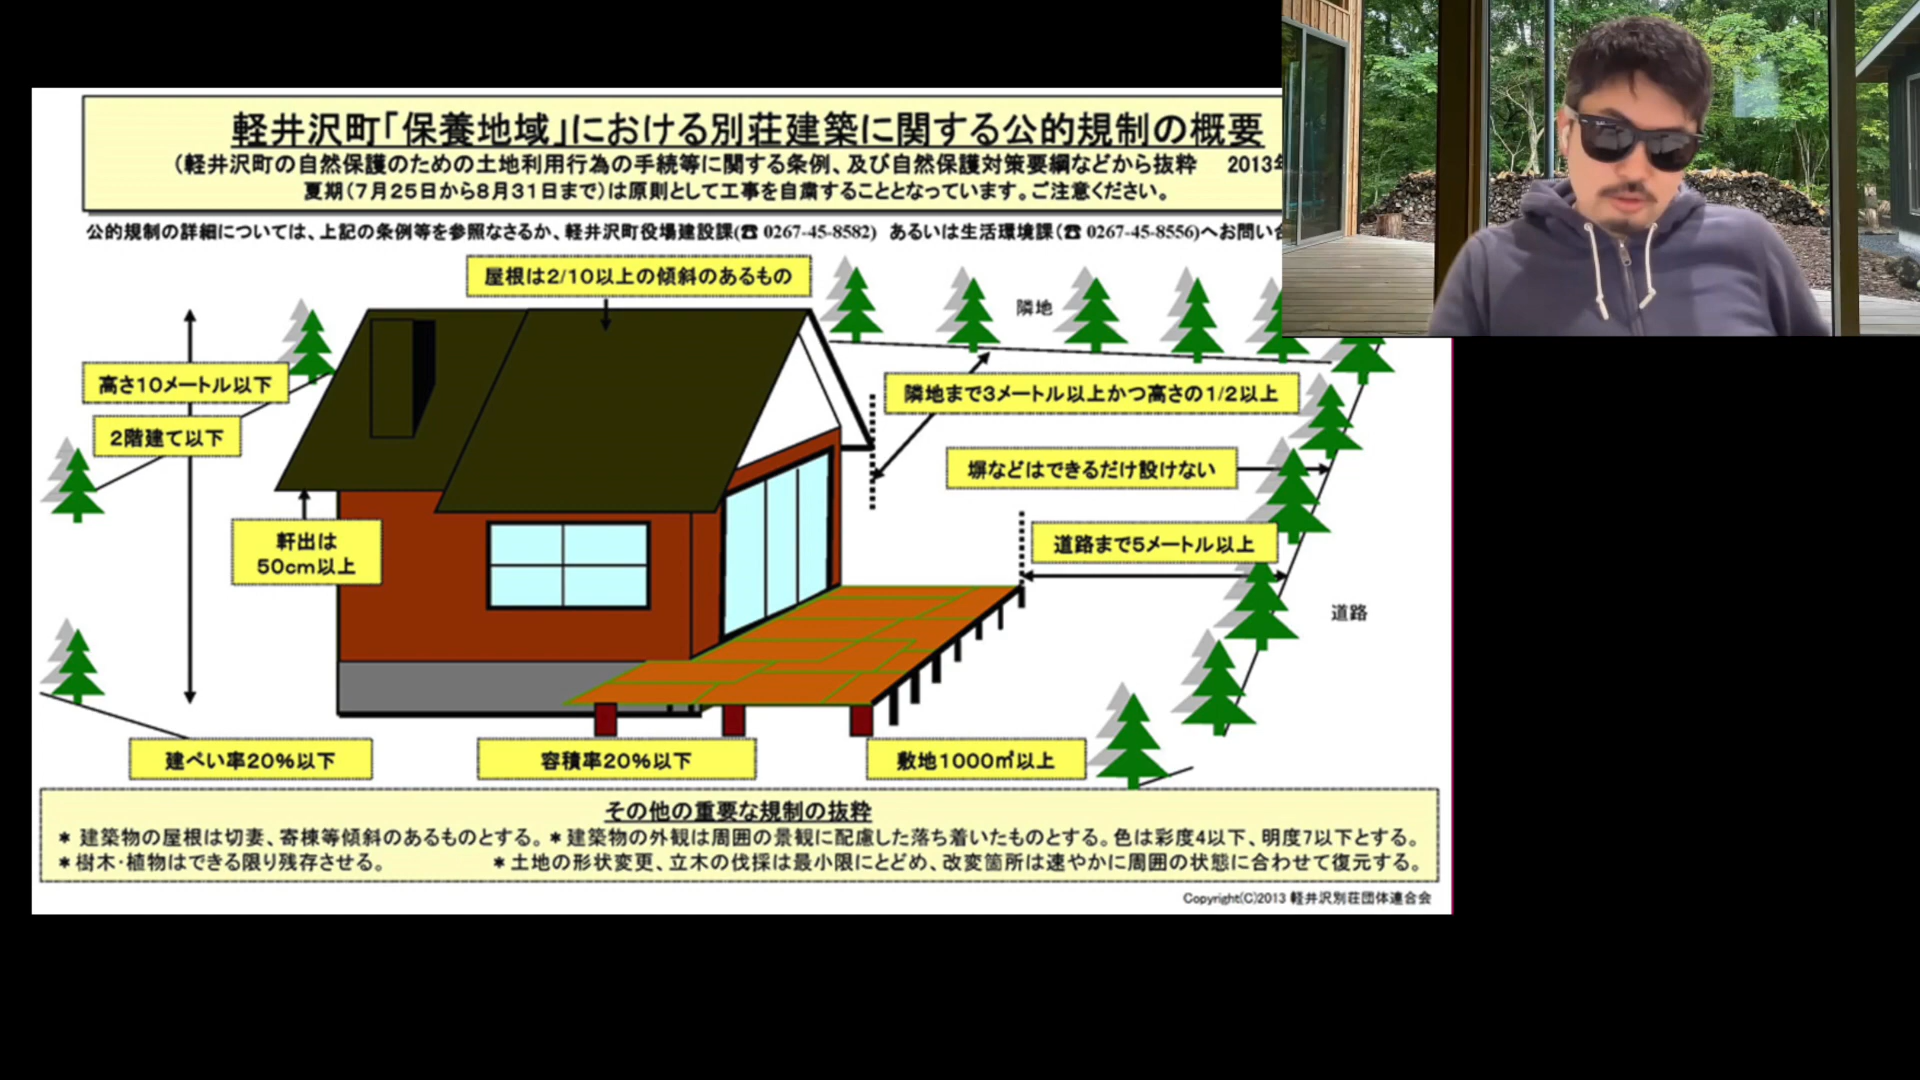 軽井沢町「保養地域」における別荘建築に関する公的規制の概要
（軽井沢町の自然保護のための土地利用行為の手続等に関する条例、及び自然保護対策要綱などから抜粋　2013年
夏期（7月25日から8月31日まで）は原則として工事を自粛することとなっています。ご注意ください。
公的規制の詳細については、上記の条例等を参照なさるか、軽井沢町役場建設課(☎ 0267-45-8582)　あるいは生活環境課(☎ 0267-45-8556)へお問い
屋根は2/10以上の傾斜のあるもの
隣地
高さ10メートル以下
隣地まで3メートル以上かつ高さの1/2以上
2階建て以下
塀などはできるだけ設けない
軒出は
50cm以上
道路まで5メートル以上
道路
建ぺい率20%以下
容積率20%以下
敷地1000㎡以上
その他の重要な規制の抜粋
＊ 建築物の屋根は切妻、寄棟等傾斜のあるものとする。＊建築物の外観は周囲の景観に配慮した落ち着いたものとする。色は彩度4以下、明度7以下とする。
＊樹木・植物はできる限り残存させる。　＊土地の形状変更、立木の伐採は最小限にとどめ、改変箇所は速やかに周囲の状態に合わせて復元する。
Copyright(C)2013 軽井沢別荘団体連合会